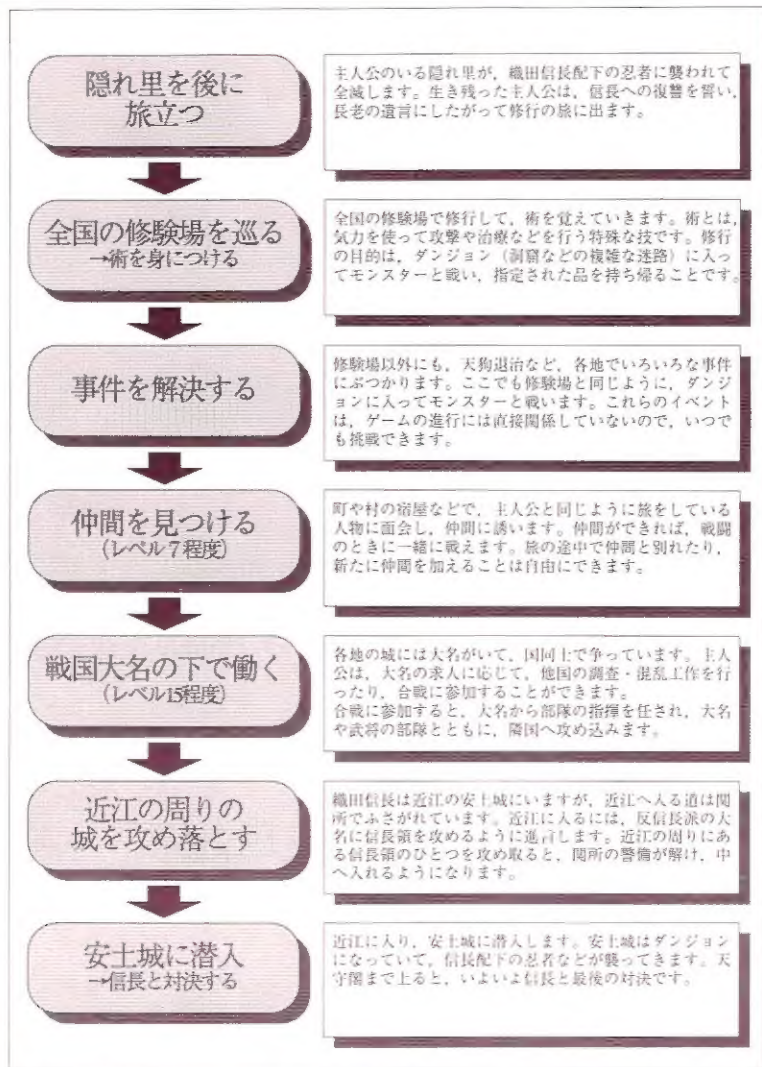 隠れ里を後に
旅立つ
主人公のいる隠れ里が，織田信長配下の忍者に襲われて
全滅します。生き残った主人公は，信長への復讐を誓い，
長老の遺言にしたがって修行の旅に出ます。
全国の修験場を巡る
→術を身につける
全国の修験場で修行して，術を覚えていきます。術とは，
気力を使って攻撃や治療などを行う特殊な技です。修行
の目的は，ダンジョン（洞窟などの複雑な迷路）に入っ
てモンスターと戦い，指定された品を持ち帰ることです。
事件を解決する
修験場以外にも，天狗退治など，各地でいろいろな事件
にぶつかります。ここでも修験場と同じように，ダンジ
ョンに入ってモンスターと戦います。これらのイベント
は，ゲームの進行には直接関係していないので，いつで
も挑戦できます。
仲間を見つける
(レベル７程度)
町や村の宿屋などで，主人公と同じように旅をしている
人物に面会し，仲間に誘います。仲間ができれば，戦闘
のときに一緒に戦えます。旅の途中で仲間と別れたり，
新たに仲間を加えることは自由にできます。
戦国大名の下で働く
(レベル15程度)
各地の城には大名がいて，国同士で争っています。主人
公は，大名の求人に応じて，他国の調査・混乱工作を行
ったり，合戦に参加することができます。
合戦に参加すると，大名から部隊の指揮を任され，大名
や武将の部隊とともに，隣国へ攻め込みます。
近江の周りの
城を攻め落とす
織田信長は近江の安土城にいますが，近江へ入る道は関
所でふさがれています。近江に入るには，反信長派の大
名に信長領を攻めるように進言します。近江の周りにあ
る信長領のひとつを攻め取ると，関所の警備が解け，中
へ入れるようになります。
安土城に潜入
→信長と対決する
近江に入り，安土城に潜入します。安土城はダンジョン
になっていて，信長配下の忍者などが襲ってきます。天
守閣まで上ると，いよいよ信長と最後の対決です。